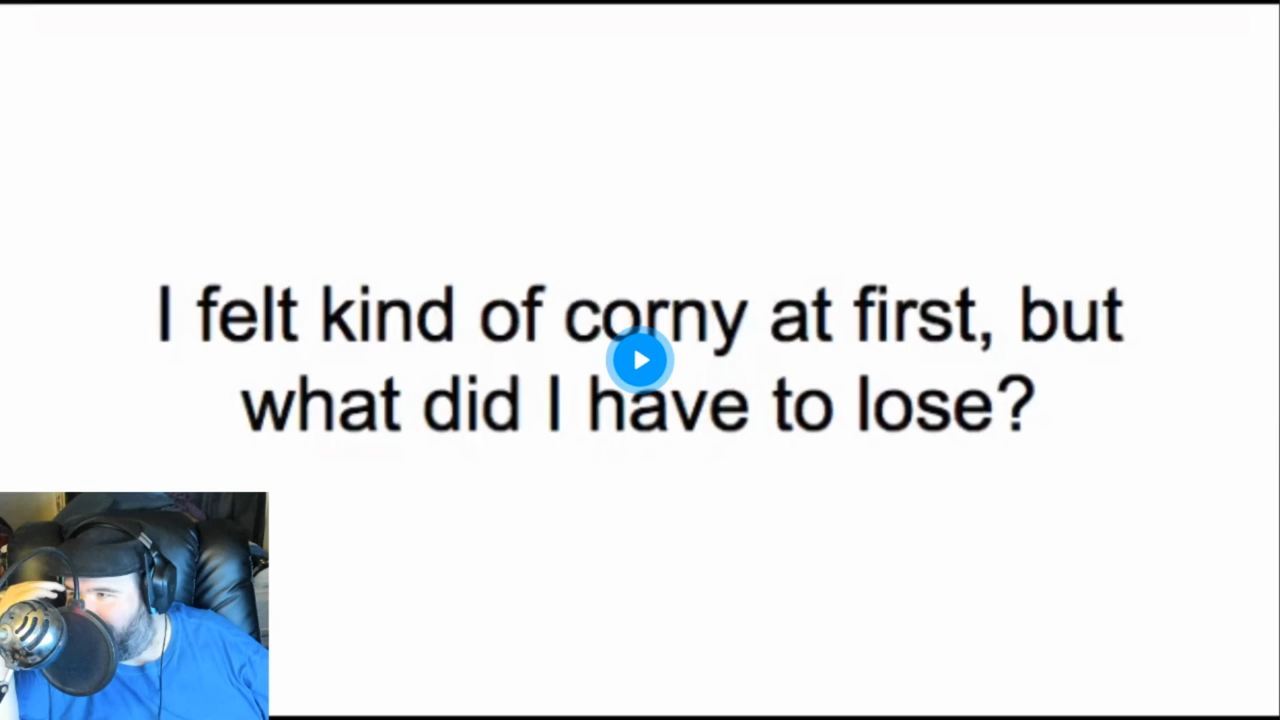 I felt kind of corny at first, but
what did I have to lose?